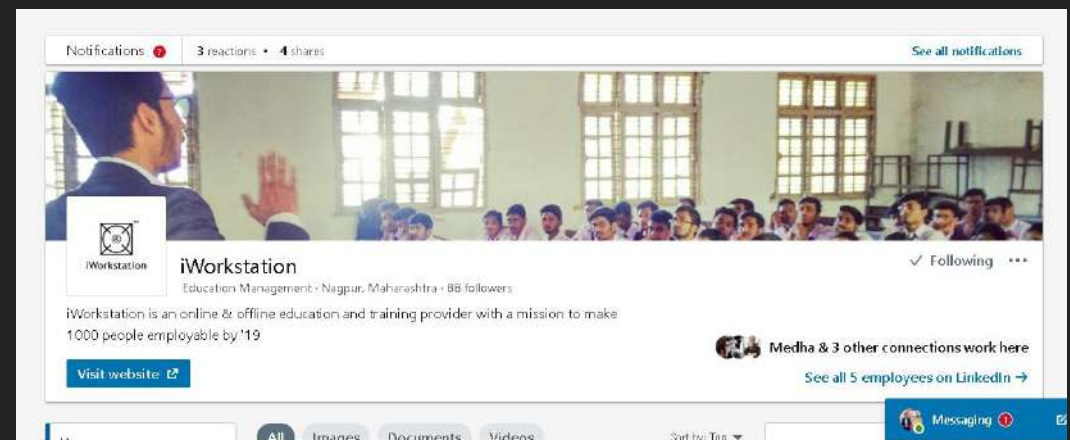 Notifications 7 3 reactions • 4 shares See all notifications
iWorkstation
iWorkstation
✓ Following •••
Education Management · Nagpur, Maharashtra · 88 followers
iWorkstation is an online & offline education and training provider with a mission to make
1000 people employable by '19
Medha & 3 other connections work here
Visit website
See all 5 employees on LinkedIn →
Messaging 1
All Images Documents Videos Sort by: Top